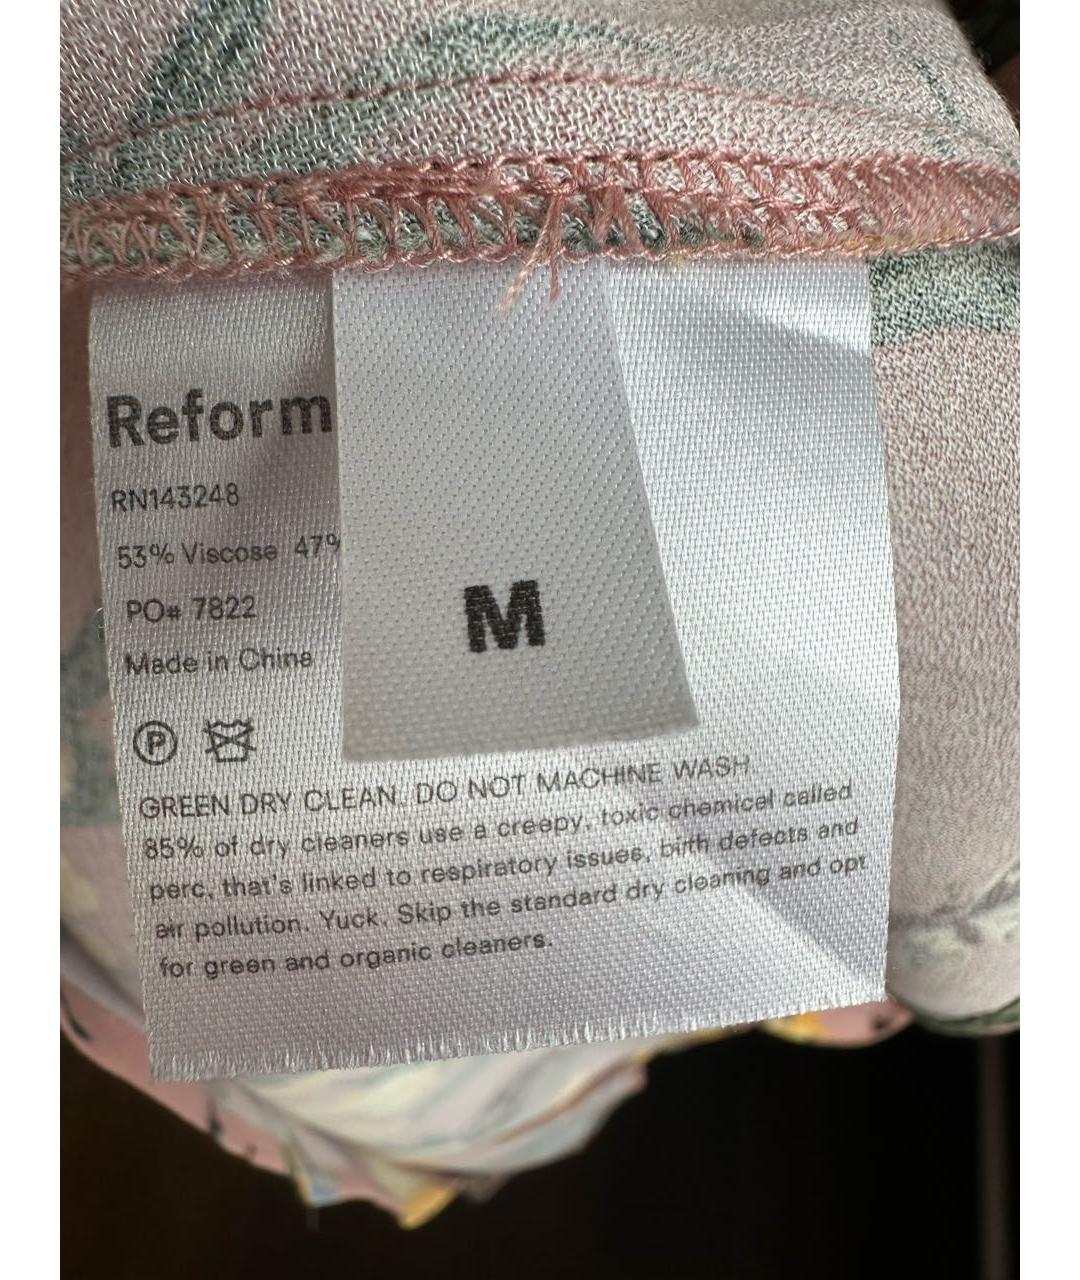 Reform
RN143248
53% Viscose 47%
PO# 7822
Made in China
M
P
GREEN DRY CLEAN. DO NOT MACHINE WASH
85% of dry cleaners use a creepy, toxic chemical called
perc, that's linked to respiratory issues, birth defects and
air pollution. Yuck. Skip the standard dry cleaning and opt
for green and organic cleaners.